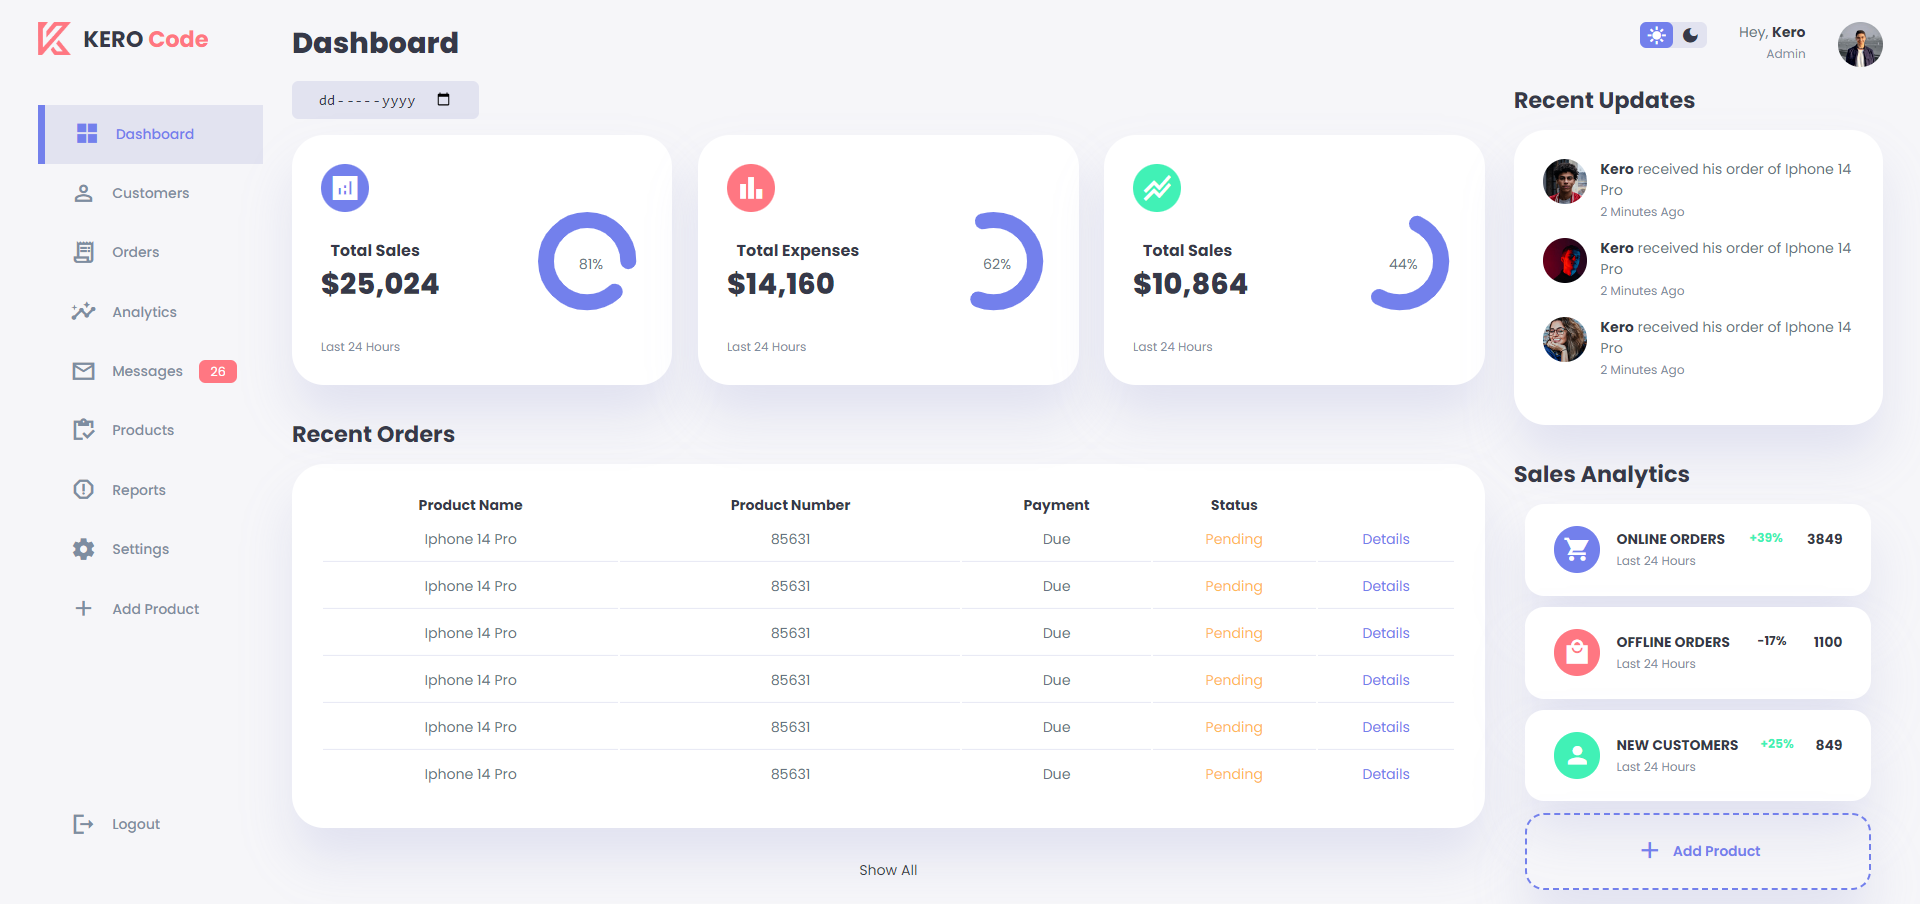 KERO Code
Dashboard
Customers
Orders
Analytics
Messages 26
Products
Reports
Settings
Add Product
Logout
Dashboard
dd-----yyyy
Total Sales
$25,024
81%
Last 24 Hours
Total Expenses
$14,160
62%
Last 24 Hours
Total Sales
$10,864
44%
Last 24 Hours
Recent Orders
Product Name Product Number Payment Status
Iphone 14 Pro 85631 Due Pending Details
Iphone 14 Pro 85631 Due Pending Details
Iphone 14 Pro 85631 Due Pending Details
Iphone 14 Pro 85631 Due Pending Details
Iphone 14 Pro 85631 Due Pending Details
Iphone 14 Pro 85631 Due Pending Details
Show All
Hey, Kero
Admin
Recent Updates
Kero received his order of Iphone 14
Pro
2 Minutes Ago
Kero received his order of Iphone 14
Pro
2 Minutes Ago
Kero received his order of Iphone 14
Pro
2 Minutes Ago
Sales Analytics
ONLINE ORDERS +39% 3849
Last 24 Hours
OFFLINE ORDERS -17% 1100
Last 24 Hours
NEW CUSTOMERS +25% 849
Last 24 Hours
Add Product